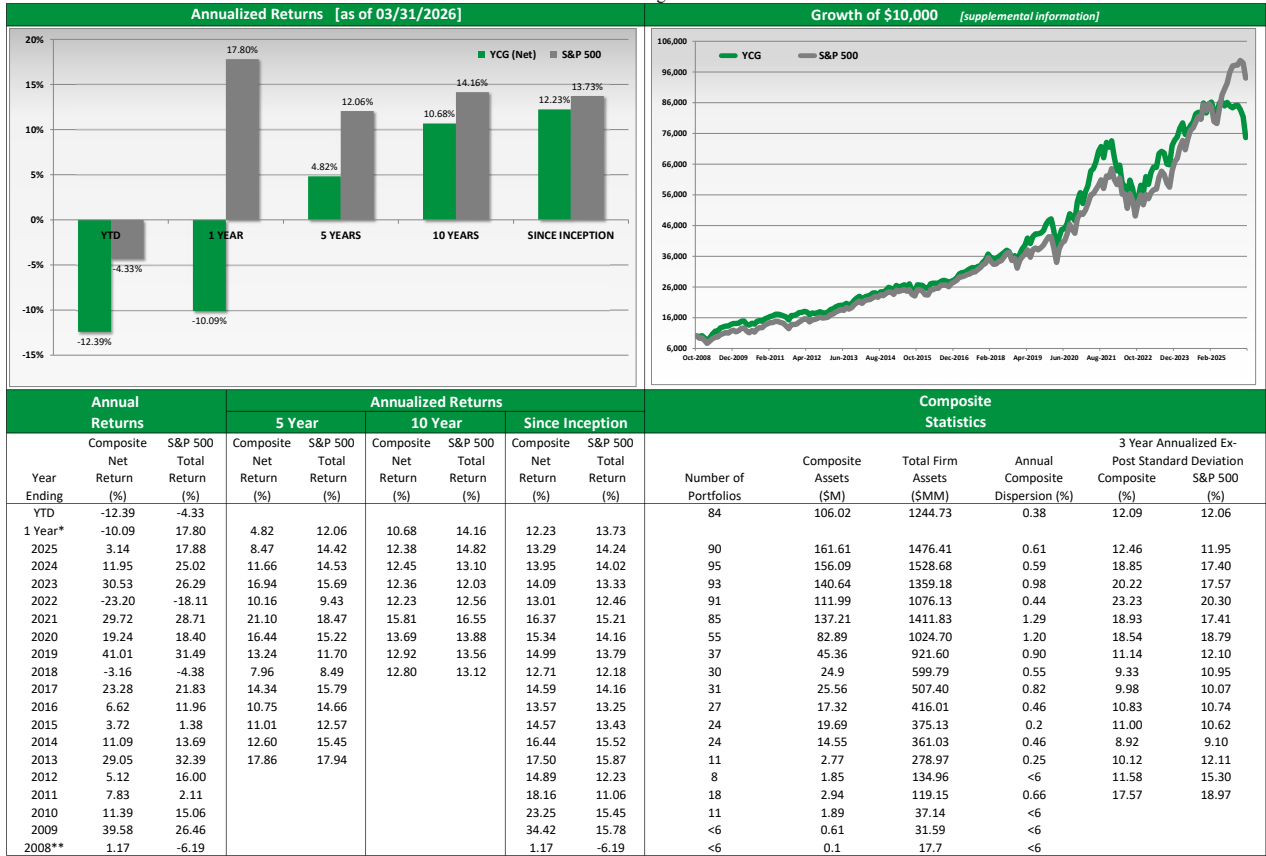 Annualized Returns [as of 03/31/2026]
Growth of $10,000 [supplemental information]
20%
15%
10%
5%
0%
-5%
-10%
-15%
YCG (Net) S&P 500
-12.39%
-4.33%
-10.09%
17.80%
4.82%
12.06%
10.68%
14.16%
12.23%
13.73%
YTD 1 YEAR 5 YEARS 10 YEARS SINCE INCEPTION
YCG S&P 500
106,000
96,000
86,000
76,000
66,000
56,000
46,000
36,000
26,000
16,000
6,000
Oct-2008 Dec-2009 Feb-2011 Apr-2012 Jun-2013 Aug-2014 Oct-2015 Dec-2016 Feb-2018 Apr-2019 Jun-2020 Aug-2021 Oct-2022 Dec-2023 Feb-2025
Annual Annualized Returns Composite
Returns 5 Year 10 Year Since Inception Statistics
Composite S&P 500 Composite S&P 500 Composite S&P 500 Composite S&P 500 3 Year Annualized Ex-
Net Total Net Total Net Total Net Total Composite Total Firm Annual Post Standard Deviation
Year Return Return Return Return Return Return Return Return Number of Assets Assets Composite Composite S&P 500
Ending (%) (%) (%) (%) (%) (%) (%) (%) Portfolios ($M) ($MM) Dispersion (%) (%) (%)
YTD -12.39 -4.33 84 106.02 1244.73 0.38 12.09 12.06
1 Year* -10.09 17.80 4.82 12.06 10.68 14.16 12.23 13.73
2025 3.14 17.88 8.47 14.42 12.38 14.82 13.29 14.24 90 161.61 1476.41 0.61 12.46 11.95
2024 11.95 25.02 11.66 14.53 12.45 13.10 13.95 14.02 95 156.09 1528.68 0.59 18.85 17.40
2023 30.53 26.29 16.94 15.69 12.36 12.03 14.09 13.33 93 140.64 1359.18 0.98 20.22 17.57
2022 -23.20 -18.11 10.16 9.43 12.23 12.56 13.01 12.46 91 111.99 1076.13 0.44 23.23 20.30
2021 29.72 28.71 21.10 18.47 15.81 16.55 16.37 15.21 85 137.21 1411.83 1.29 18.93 17.41
2020 19.24 18.40 16.44 15.22 13.69 13.88 15.34 14.16 55 82.89 1024.70 1.20 18.54 18.79
2019 41.01 31.49 13.24 11.70 12.92 13.56 14.99 13.79 37 45.36 921.60 0.90 11.14 12.10
2018 -3.16 -4.38 7.96 8.49 12.80 13.12 12.71 12.18 30 24.9 599.79 0.55 9.33 10.95
2017 23.28 21.83 14.34 15.79 14.59 14.16 31 25.56 507.40 0.82 9.98 10.07
2016 6.62 11.96 10.75 14.66 13.57 13.25 27 17.32 416.01 0.46 10.83 10.74
2015 3.72 1.38 11.01 12.57 14.57 13.43 24 19.69 375.13 0.2 11.00 10.62
2014 11.09 13.69 12.60 15.45 16.44 15.52 24 14.55 361.03 0.46 8.92 9.10
2013 29.05 32.39 17.86 17.94 17.50 15.87 11 2.77 278.97 0.25 10.12 12.11
2012 5.12 16.00 14.89 12.23 8 1.85 134.96 <6 11.58 15.30
2011 7.83 2.11 18.16 11.06 18 2.94 119.15 0.66 17.57 18.97
2010 11.39 15.06 23.25 15.45 11 1.89 37.14 <6
2009 39.58 26.46 34.42 15.78 <6 0.61 31.59 <6
2008** 1.17 -6.19 1.17 -6.19 <6 0.1 17.7 <6